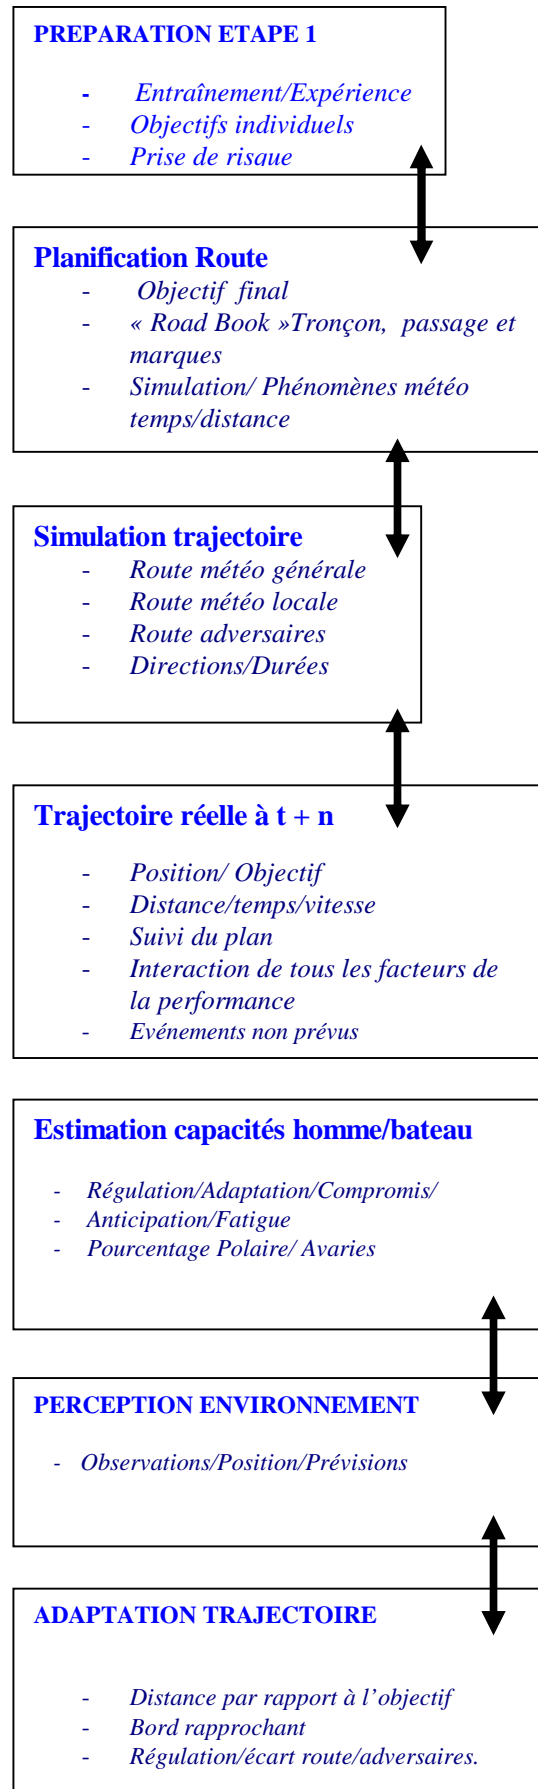 PREPARATION ETAPE 1
- Entraînement/Expérience
- Objectifs individuels
- Prise de risque
Planification Route
- Objectif final
- « Road Book »Tronçon, passage et
marques
- Simulation/ Phénomènes météo
temps/distance
Simulation trajectoire
- Route météo générale
- Route météo locale
- Route adversaires
- Directions/Durées
Trajectoire réelle à t + n
- Position/ Objectif
- Distance/temps/vitesse
- Suivi du plan
- Interaction de tous les facteurs de
la performance
- Evénements non prévus
Estimation capacités homme/bateau
- Régulation/Adaptation/Compromis/
- Anticipation/Fatigue
- Pourcentage Polaire/ Avaries
PERCEPTION ENVIRONNEMENT
- Observations/Position/Prévisions
ADAPTATION TRAJECTOIRE
- Distance par rapport à l’objectif
- Bord rapprochant
- Régulation/écart route/adversaires.